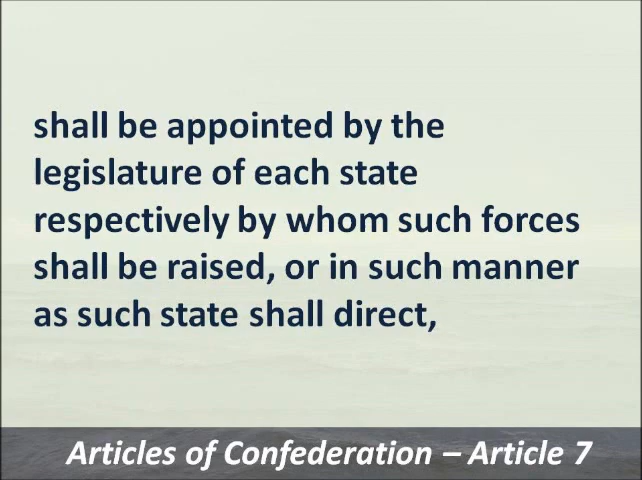 shall be appointed by the
legislature of each state
respectively by whom such forces
shall be raised, or in such manner
as such state shall direct,
Articles of Confederation – Article 7